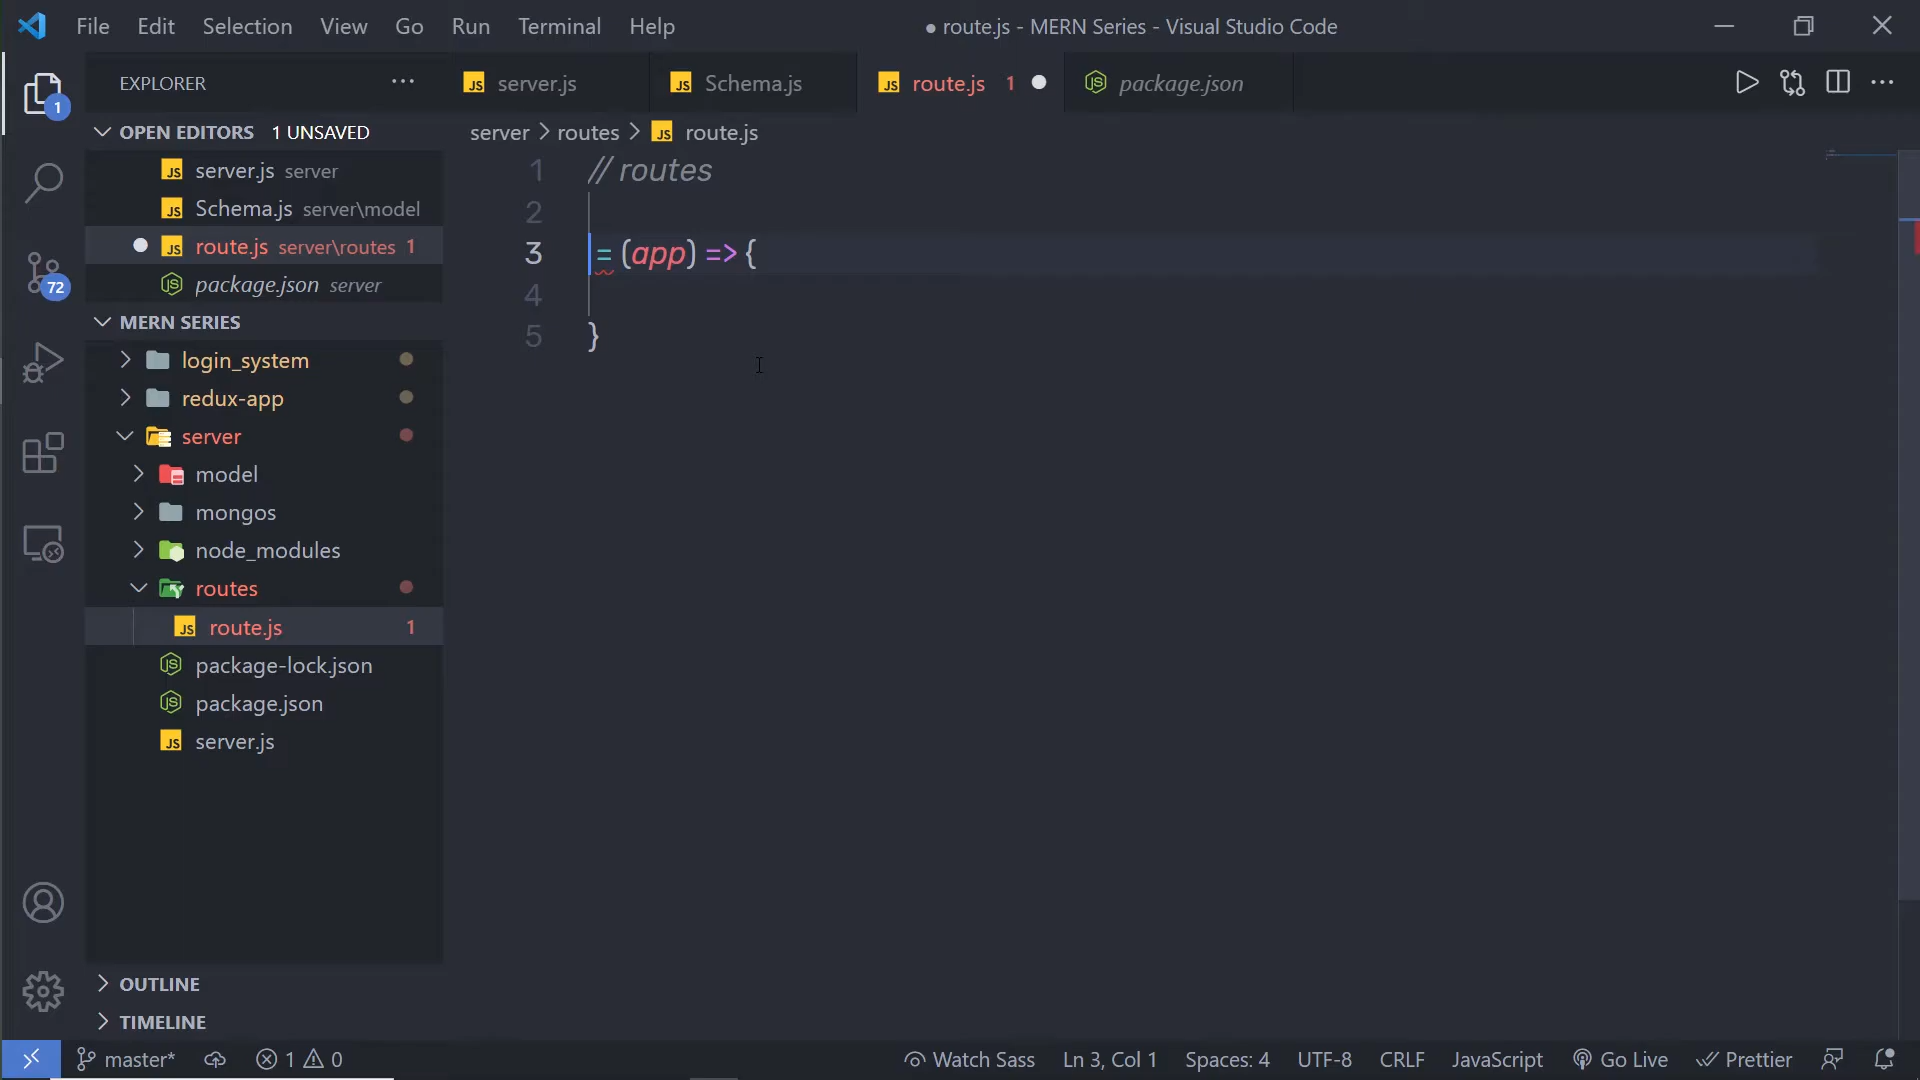 File Edit Selection View Go Run Terminal Help
● route.js - MERN Series - Visual Studio Code
EXPLORER
server.js
Schema.js
route.js 1
package.json
OPEN EDITORS 1 UNSAVED
server.js server
Schema.js server\model
route.js server\routes 1
package.json server
MERN SERIES
login_system
redux-app
server
model
mongos
node_modules
routes
route.js 1
package-lock.json
package.json
server.js
OUTLINE
TIMELINE
1
72
server > routes > JS route.js
1 // routes
2
3 = (app) => {
4
5 }
master* 1 0
Watch Sass Ln 3, Col 1 Spaces: 4 UTF-8 CRLF JavaScript Go Live Prettier